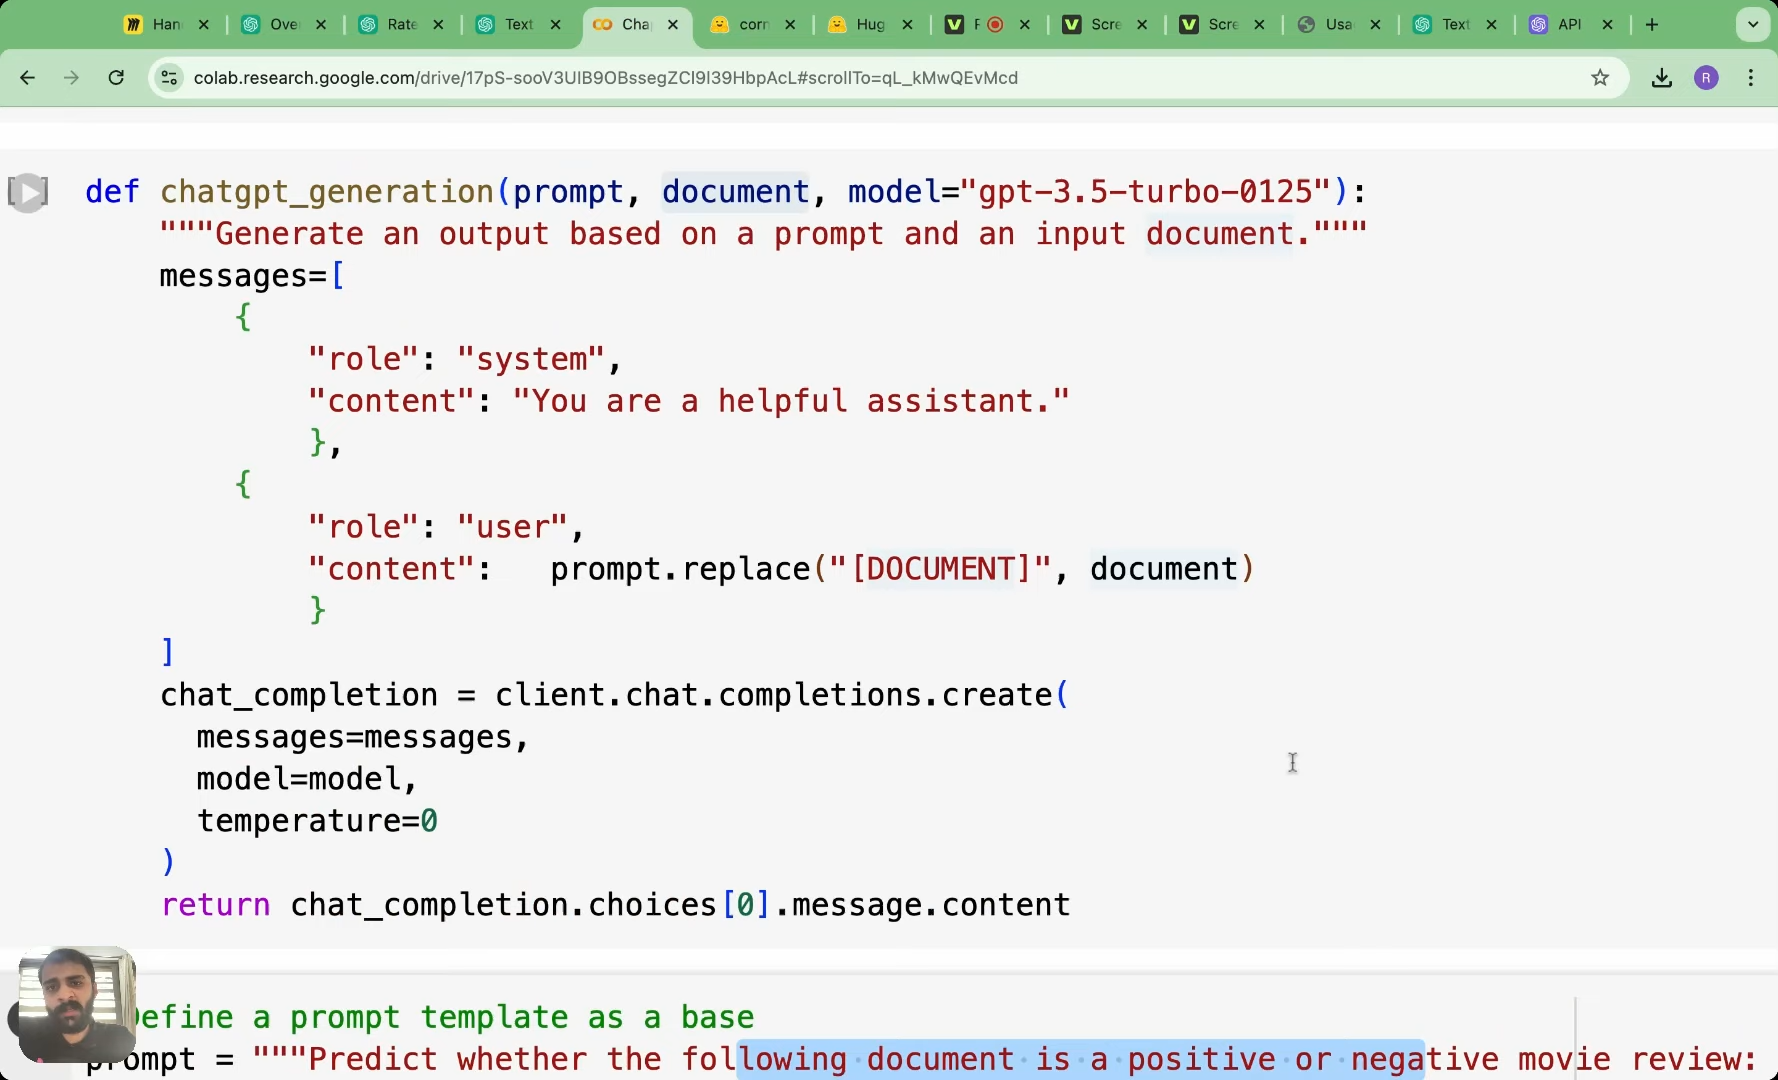 Han
Ove
Rate
Text
Cha
corn
Hug
F
Scre
Scre
Usa
Text
API
colab.research.google.com/drive/17pS-sooV3UIB9OBssegZCI9I39HbpAcL#scrollTo=qL_kMwQEvMcd
R
def chatgpt_generation(prompt, document, model="gpt-3.5-turbo-0125"):
"""Generate an output based on a prompt and an input document."""
messages=[
{
"role": "system",
"content": "You are a helpful assistant."
},
{
"role": "user",
"content":   prompt.replace("[DOCUMENT]", document)
}
]
chat_completion = client.chat.completions.create(
messages=messages,
model=model,
temperature=0
)
return chat_completion.choices[0].message.content
efine a prompt template as a base
prompt = """Predict whether the following document is a positive or negative movie review: